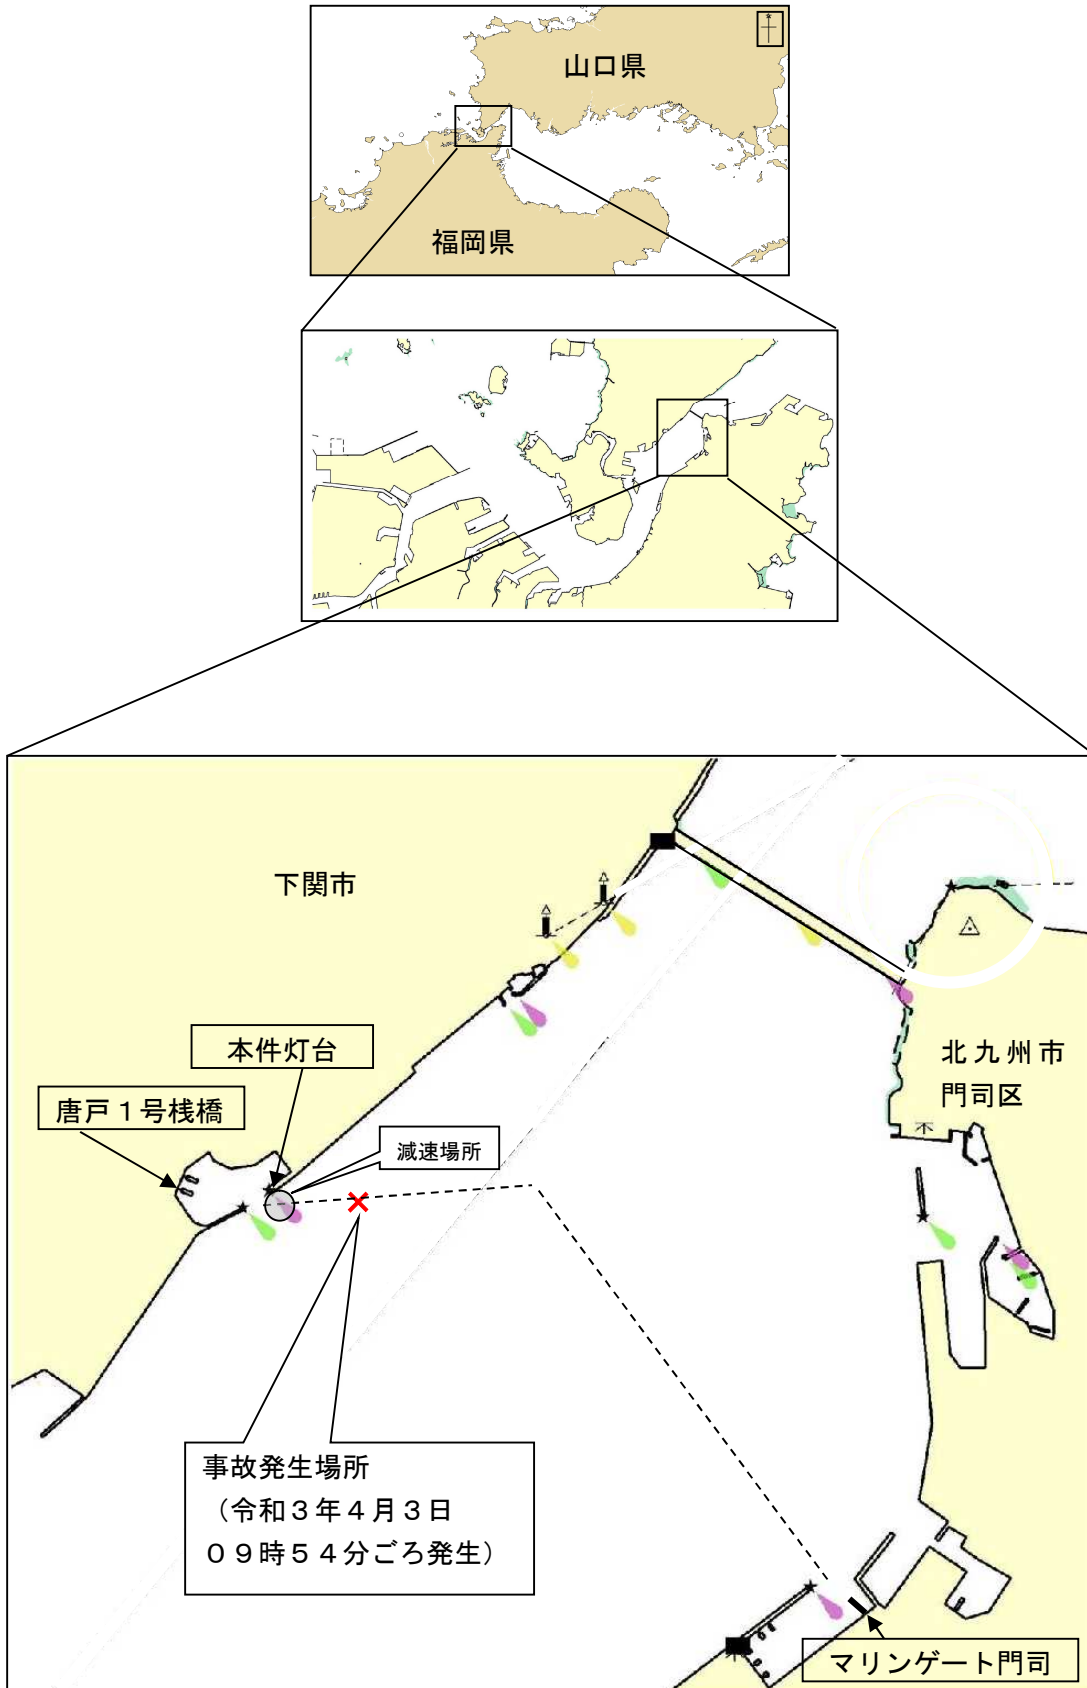 山口県
福岡県
下関市
本件灯台
唐戸１号桟橋
減速場所
北九州市
門司区
事故発生場所
（令和３年４月３日
０９時５４分ごろ発生）
マリンゲート門司